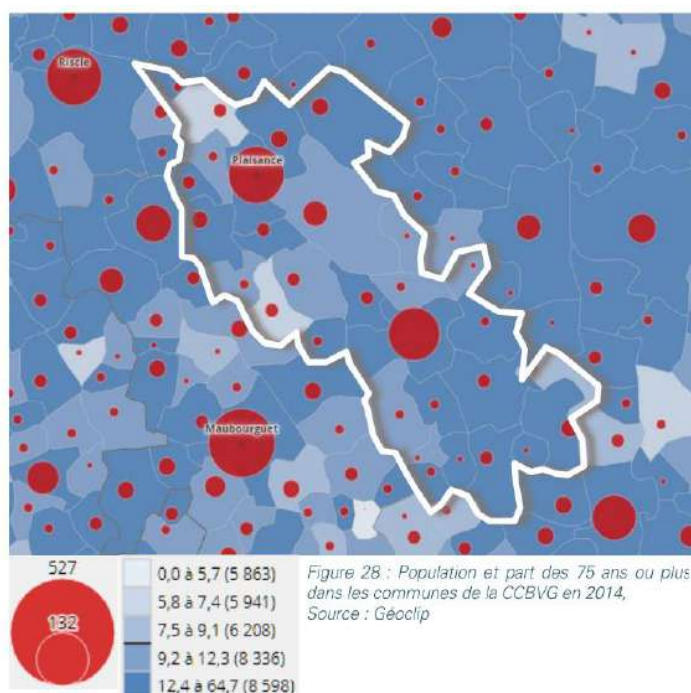 Riscle
Plaisance
Maubourguet
527
132
0,0 à 5,7 (5 863)
5,8 à 7,4 (5 941)
7,5 à 9,1 (6 208)
9,2 à 12,3 (8 336)
12,4 à 64,7 (8 598)
Figure 28 : Population et part des 75 ans ou plus
dans les communes de la CCBVG en 2014,
Source : Géoclip